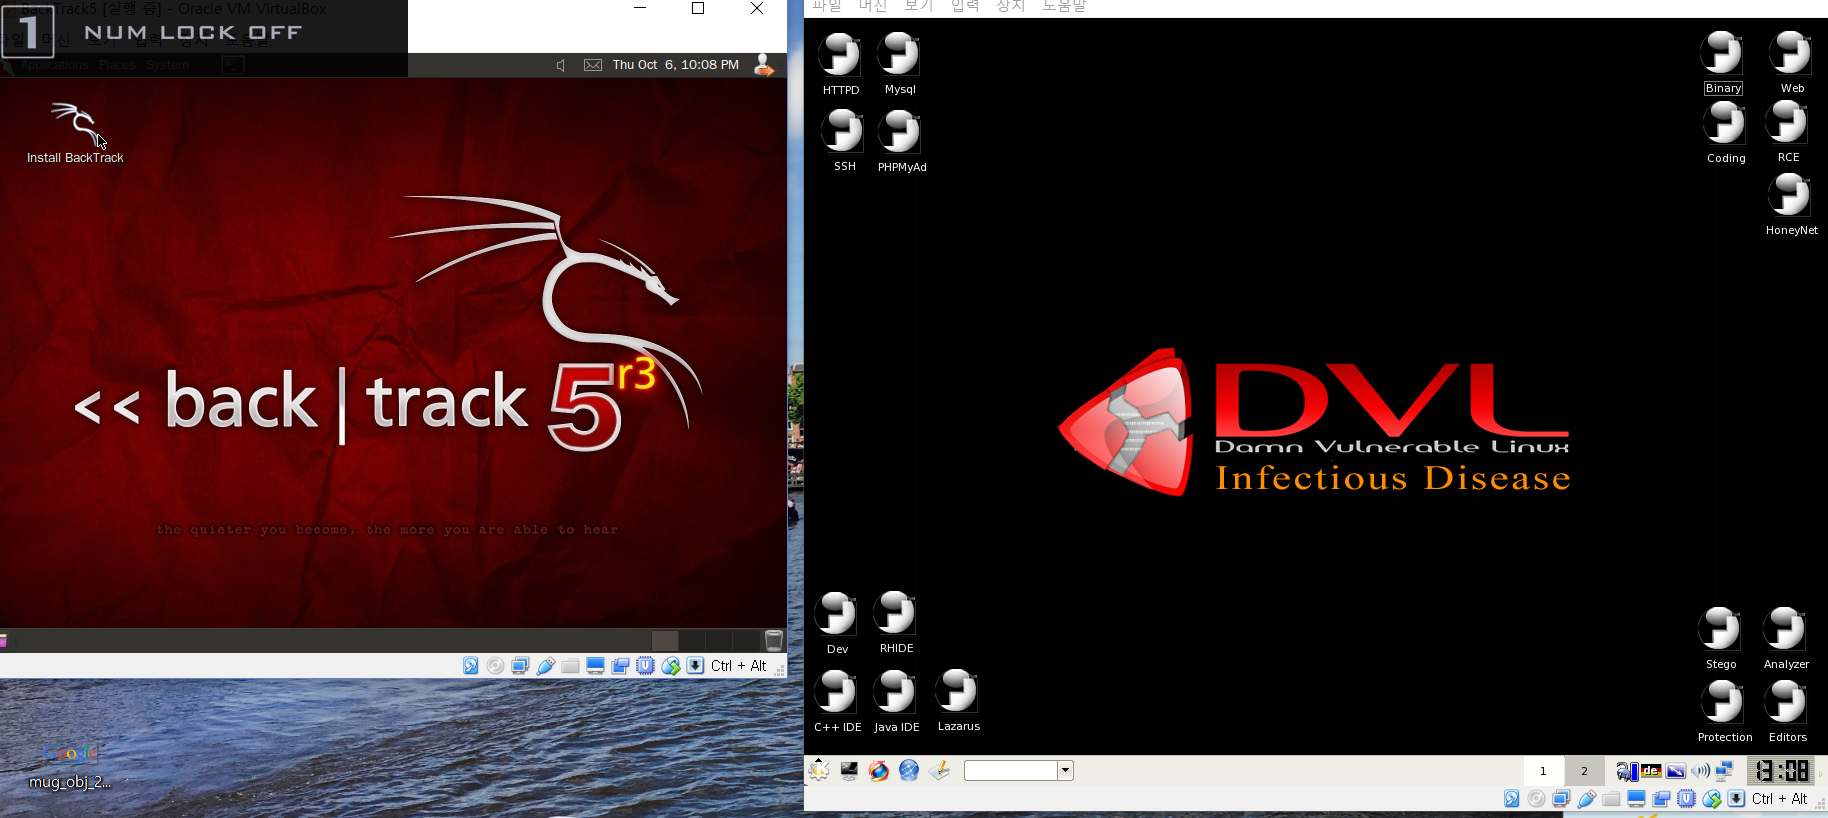 BackTrack5 [실행 중] - Oracle VM VirtualBox
1 NUM LOCK OFF
파일 머신 보기 입력 장치 도움말
Applications Places System
Thu Oct 6, 10:08 PM
Install BackTrack
<< back | track 5 r3
the quieter you become, the more you are able to hear
Ctrl + Alt
Google
mug_obj_2...
파일 머신 보기 입력 장치 도움말
HTTPD Mysql
SSH PHPMyAd
Binary Web
Coding RCE
HoneyNet
DVL
Damn Vulnerable Linux
Infectious Disease
Dev RHIDE
C++ IDE Java IDE Lazarus
Stego Analyzer
Protection Editors
1 2 de 13:08
Ctrl + Alt